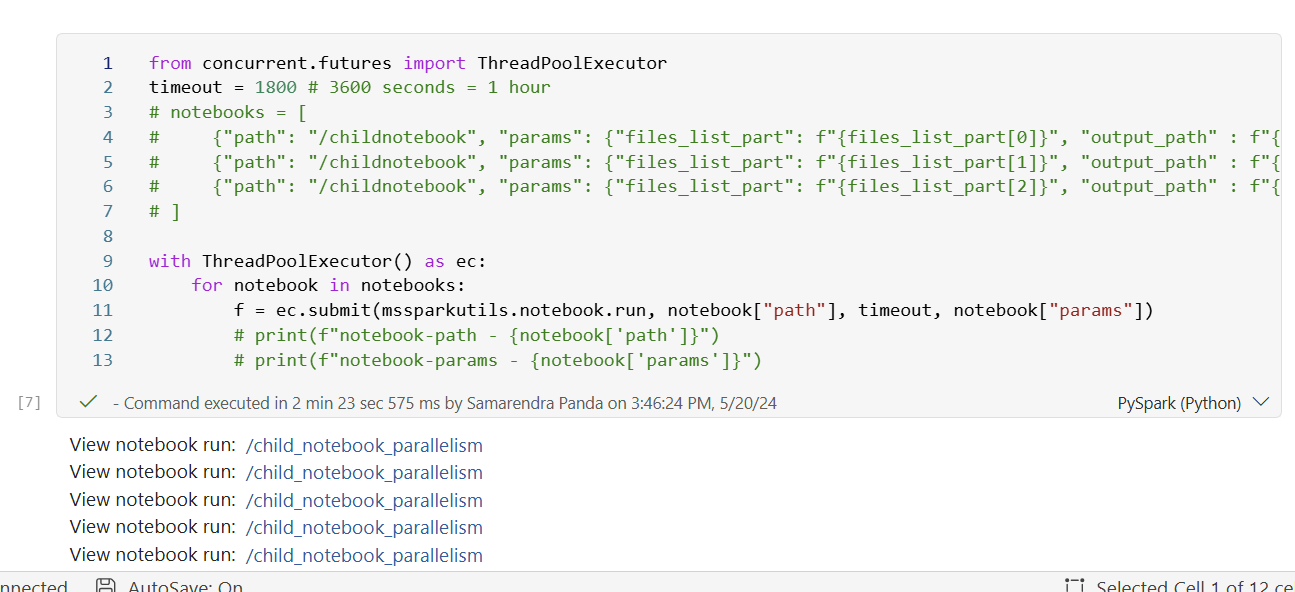 1 from concurrent.futures import ThreadPoolExecutor
2 timeout = 1800 # 3600 seconds = 1 hour
3 # notebooks = [
4 #     {"path": "/childnotebook", "params": {"files_list_part": f"{files_list_part[0]}", "output_path" : f"{
5 #     {"path": "/childnotebook", "params": {"files_list_part": f"{files_list_part[1]}", "output_path" : f"{
6 #     {"path": "/childnotebook", "params": {"files_list_part": f"{files_list_part[2]}", "output_path" : f"{
7 # ]
8
9 with ThreadPoolExecutor() as ec:
10     for notebook in notebooks:
11         f = ec.submit(mssparkutils.notebook.run, notebook["path"], timeout, notebook["params"])
12         # print(f"notebook-path - {notebook['path']}")
13         # print(f"notebook-params - {notebook['params']}")
[7] - Command executed in 2 min 23 sec 575 ms by Samarendra Panda on 3:46:24 PM, 5/20/24 PySpark (Python)
View notebook run: /child_notebook_parallelism
View notebook run: /child_notebook_parallelism
View notebook run: /child_notebook_parallelism
View notebook run: /child_notebook_parallelism
View notebook run: /child_notebook_parallelism
nnected AutoSave: On Selected Cell 1 of 12 ce